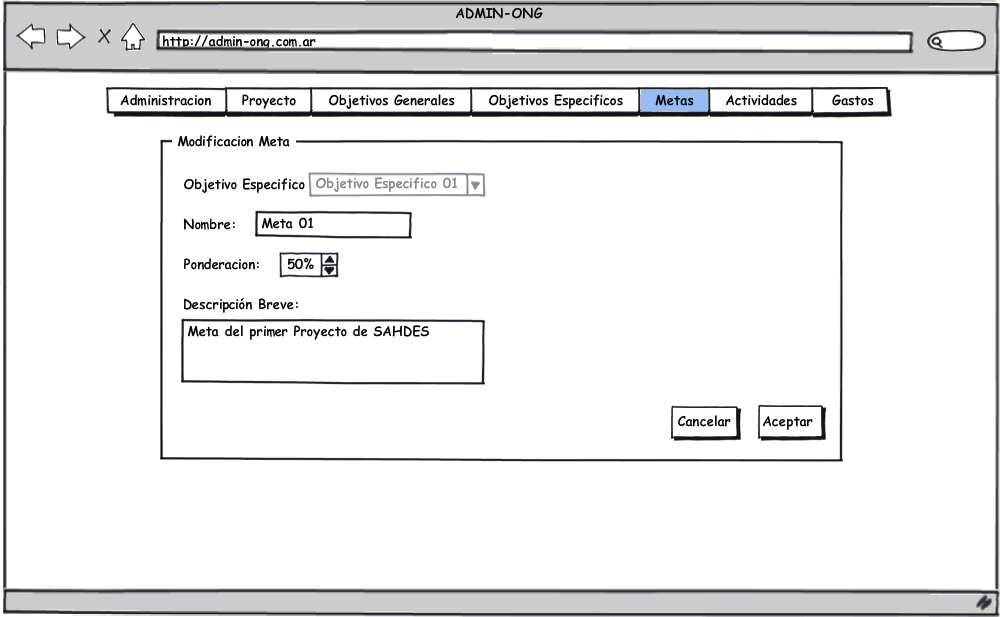 ADMIN-ONG
http://admin-ong.com.ar
Administracion Proyecto Objetivos Generales Objetivos Especificos Metas Actividades Gastos
Modificacion Meta
Objetivo Especifico Objetivo Especifico 01
Nombre: Meta 01
Ponderacion: 50%
Descripción Breve:
Meta del primer Proyecto de SAHDES
Cancelar Aceptar